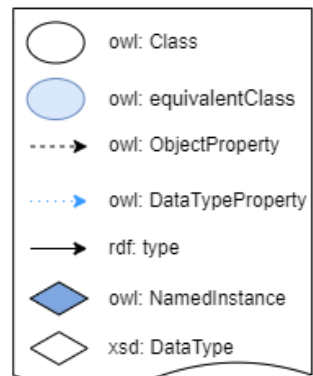 owl: Class
owl: equivalentClass
owl: ObjectProperty
owl: DataTypeProperty
rdf: type
owl: NamedInstance
xsd: DataType